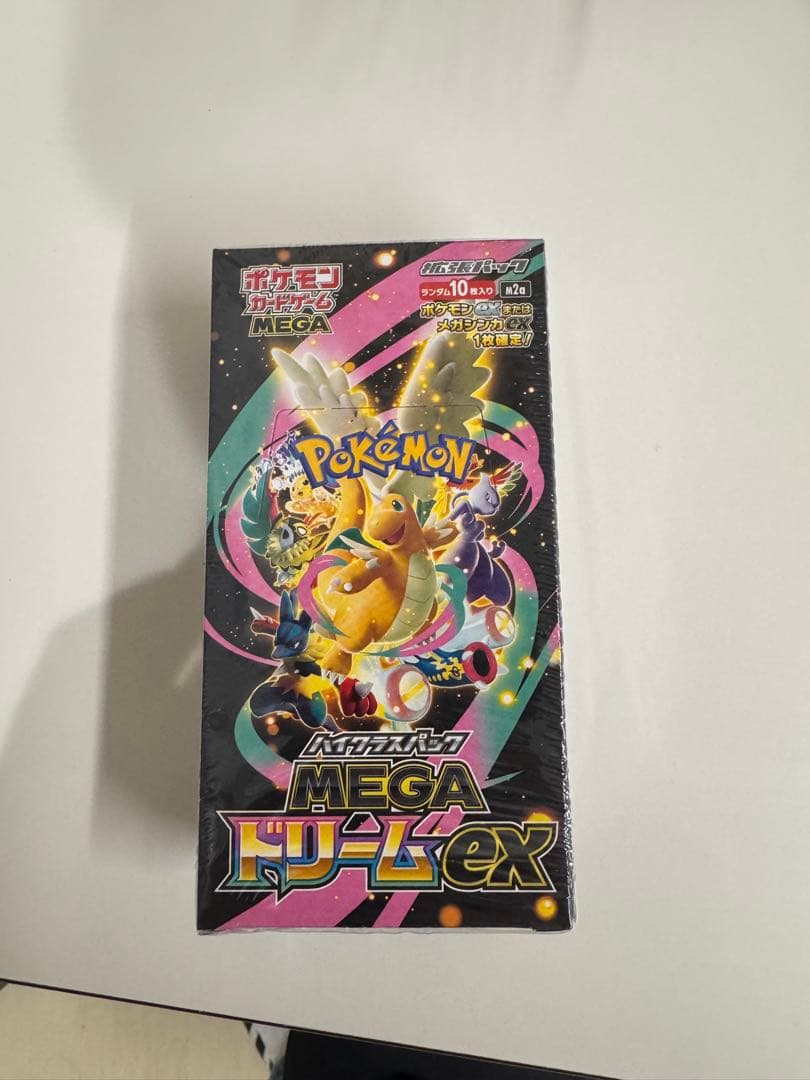 ポケモン
カードゲーム
MEGA
拡張パック
ランダム10枚入り
M2a
ポケモンexまたは
メガシンカex
1枚確定!
POKéMON
ハイクラスパック
MEGA
ドリームex